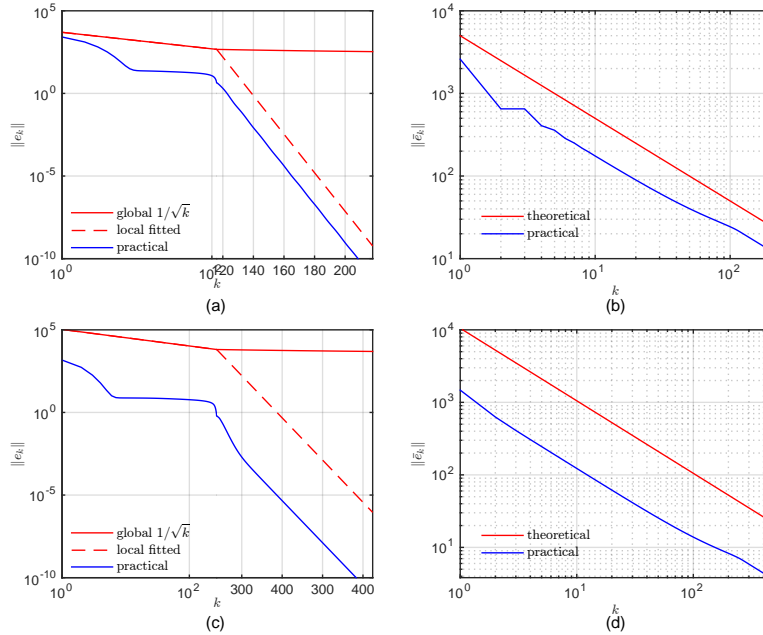 10^5
10^0
10^-5
10^-10
‖e_k‖
global 1/√k
local fitted
practical
10^0 10^2 120 140 160 180 200
k
(a)
10^4
10^3
10^2
10^1
‖ē_k‖
theoretical
practical
10^0 10^1 10^2
k
(b)
10^5
10^0
10^-5
10^-10
‖e_k‖
global 1/√k
local fitted
practical
10^0 10^2 300 400 300 400
k
(c)
10^4
10^3
10^2
10^1
‖ē_k‖
theoretical
practical
10^0 10^1 10^2
k
(d)